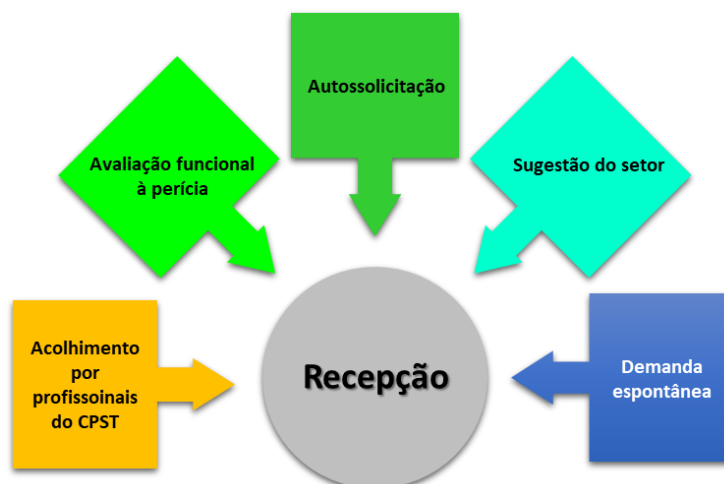 Autossolicitação
Avaliação funcional
à perícia
Sugestão do setor
Acolhimento
por
profissoinais
do CPST
Recepção
Demanda
espontânea